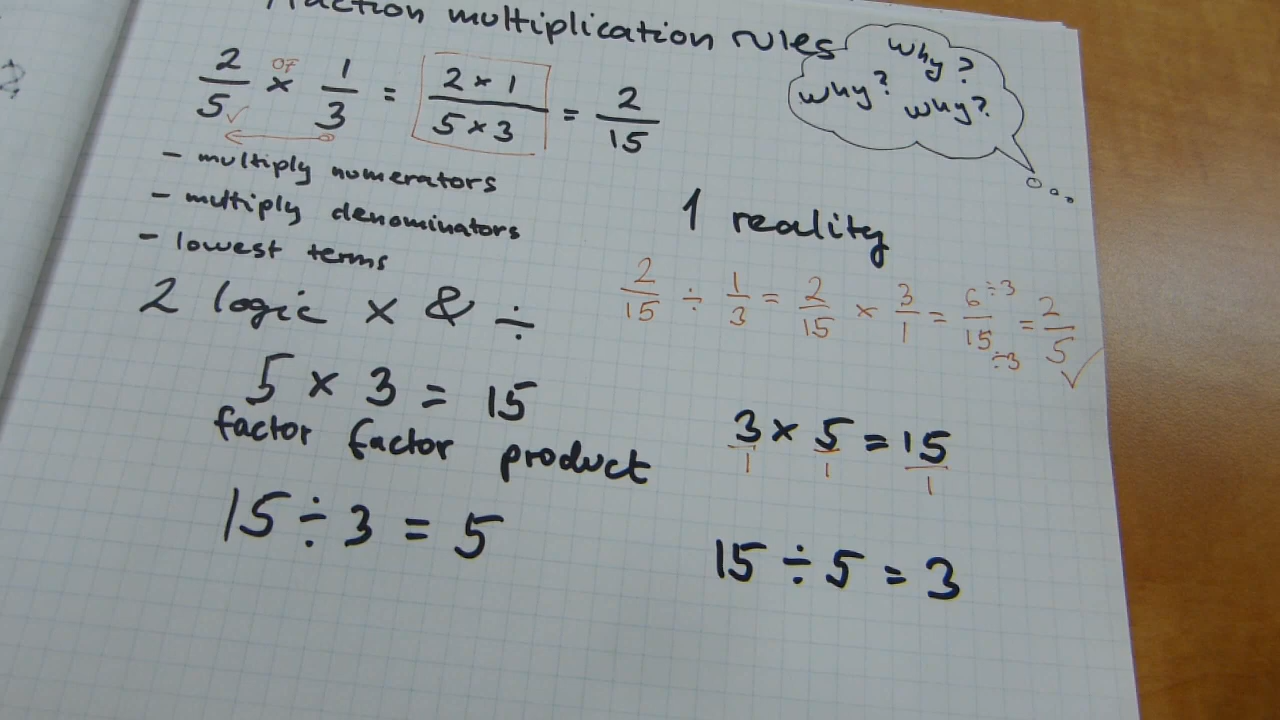 fraction multiplication rules
why?
why? why?
2/5 × OF 1/3 = 2 × 1 / 5 × 3 = 2/15
- multiply numerators
- multiply denominators
- lowest terms
1 reality
2 logic × & ÷
2/15 ÷ 1/3 = 2/15 × 3/1 = 6÷3/15÷3 = 2/5 ✓
5 × 3 = 15
factor factor product
15 ÷ 3 = 5
3/1 × 5/1 = 15/1
15 ÷ 5 = 3